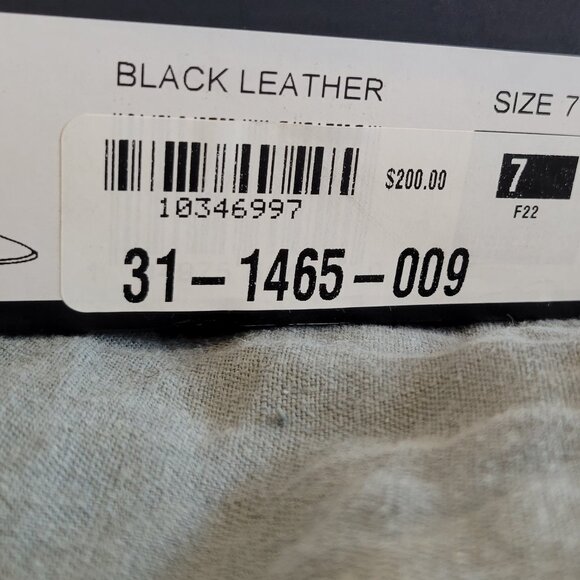 BLACK LEATHER
SIZE 7
$200.00
7
F22
10346997
31-1465-009